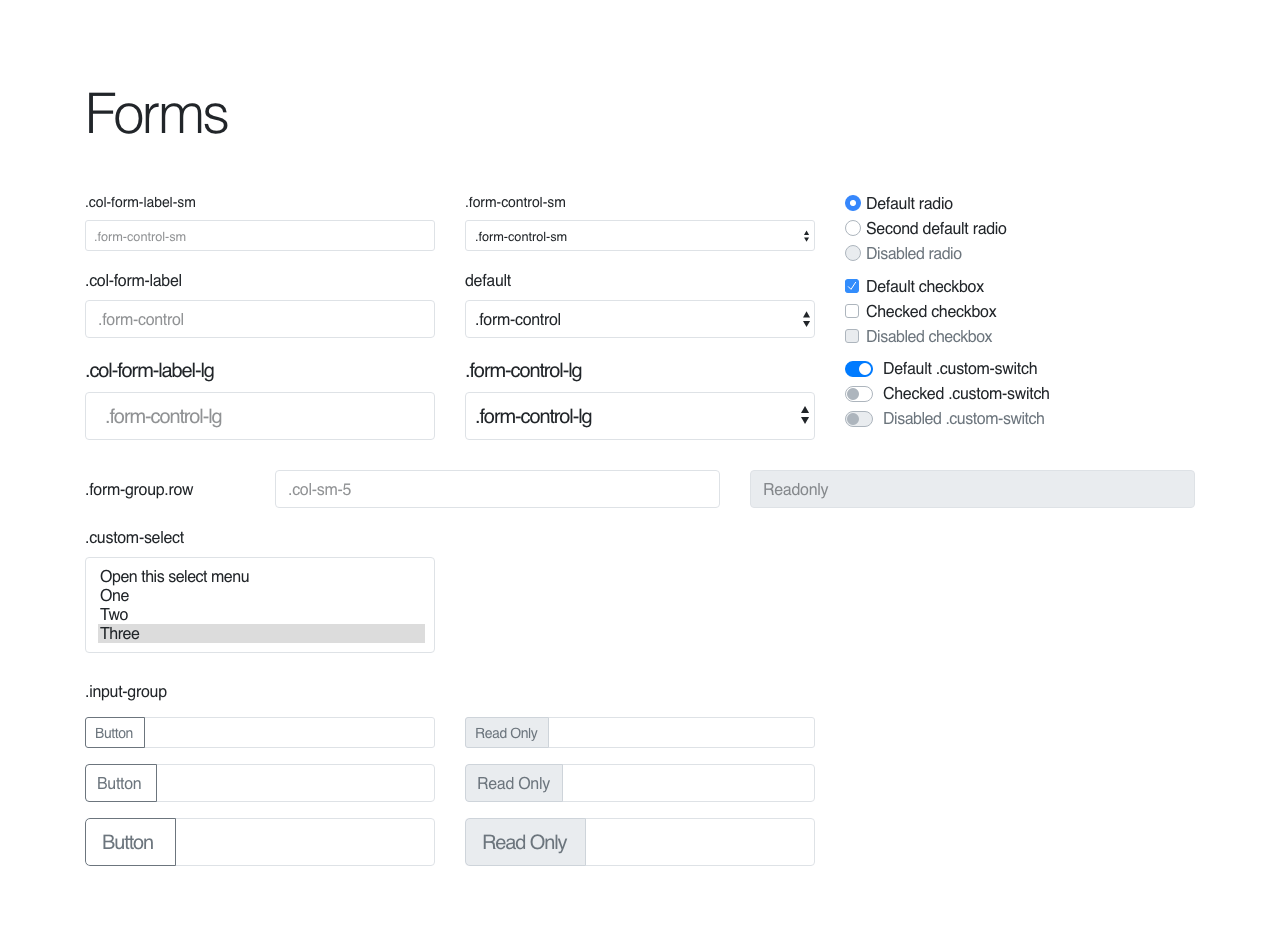 Forms
.col-form-label-sm
.form-control-sm
.form-control-sm
.form-control-sm
.col-form-label
default
.form-control
.form-control
.col-form-label-lg
.form-control-lg
.form-control-lg
.form-control-lg
Default radio
Second default radio
Disabled radio
Default checkbox
Checked checkbox
Disabled checkbox
Default .custom-switch
Checked .custom-switch
Disabled .custom-switch
.form-group.row
.col-sm-5
Readonly
.custom-select
Open this select menu
One
Two
Three
.input-group
Button
Read Only
Button
Read Only
Button
Read Only